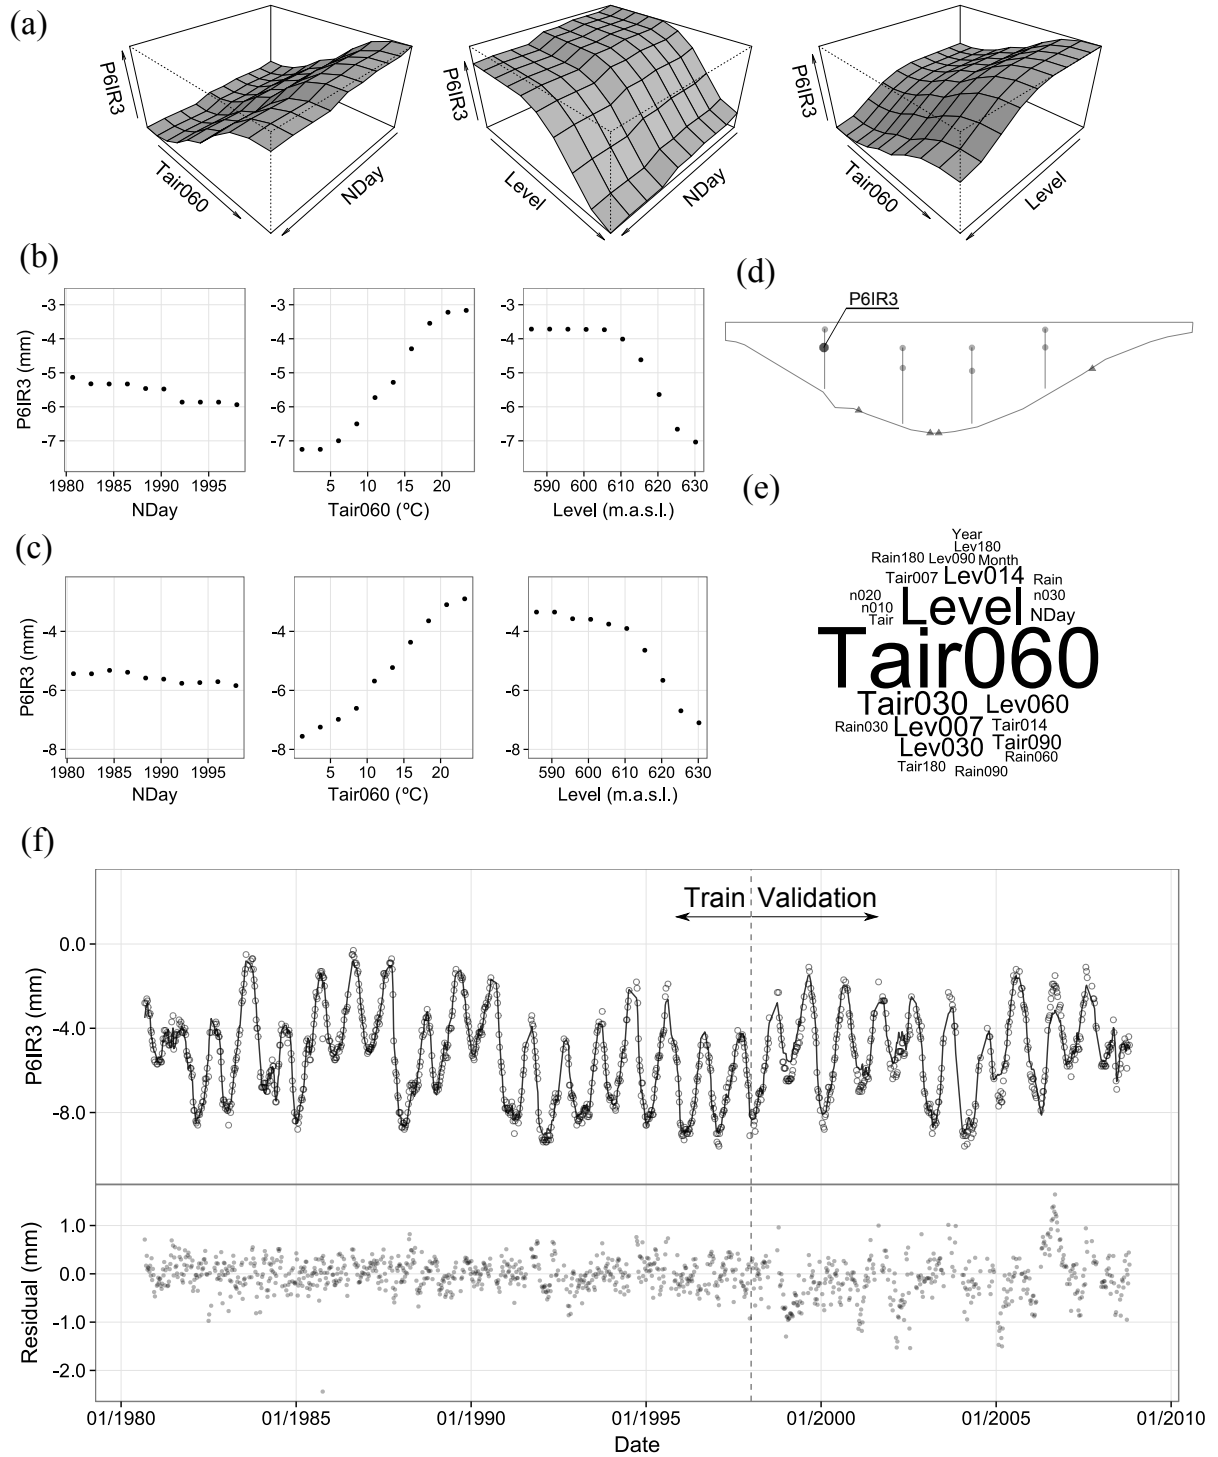 (a)
P6IR3
Tair060
NDay
P6IR3
Level
NDay
P6IR3
Tair060
Level
(b)
-3
-4
-5
-6
-7
P6IR3 (mm)
1980 1985 1990 1995
NDay
5 10 15 20
Tair060 (ºC)
590 600 610 620 630
Level (m.a.s.l.)
(d)
P6IR3
(c)
-4
-6
-8
P6IR3 (mm)
1980 1985 1990 1995
NDay
5 10 15 20
Tair060 (ºC)
590 600 610 620 630
Level (m.a.s.l.)
(e)
Year
Lev180
Rain180 Lev090 Month
Tair007 Lev014 Rain
n020 Level n030
n010
Tair NDay
Tair060
Tair030 Lev060
Rain030 Lev007 Tair014
Lev030 Tair090
Rain060
Tair180 Rain090
(f)
Train Validation
0.0
-4.0
-8.0
P6IR3 (mm)
1.0
0.0
-1.0
-2.0
Residual (mm)
01/1980 01/1985 01/1990 01/1995 01/2000 01/2005 01/2010
Date